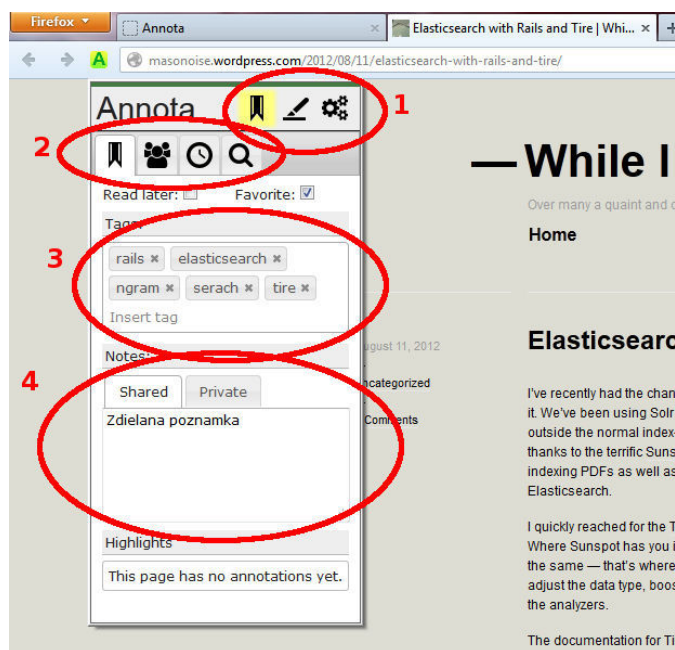 Firefox
Annota
Elasticsearch with Rails and Tire | Whi...
A
masonoise.wordpress.com/2012/08/11/elasticsearch-with-rails-and-tire/
Annota
1
2
Read later: Favorite:
Tags:
3
rails elasticsearch
ngram serach tire
Insert tag
Notes:
4
Shared Private
Zdielana poznamka
Highlights
This page has no annotations yet.
— While I
Over many a quaint and
Home
ugust 11, 2012
ncategorized
Comments
Elasticsearc
I've recently had the chan
it. We've been using Solr
outside the normal index-
thanks to the terrific Suns
indexing PDFs as well as
Elasticsearch.
I quickly reached for the T
Where Sunspot has you i
the same — that's where
adjust the data type, boos
the analyzers.
The documentation for Ti